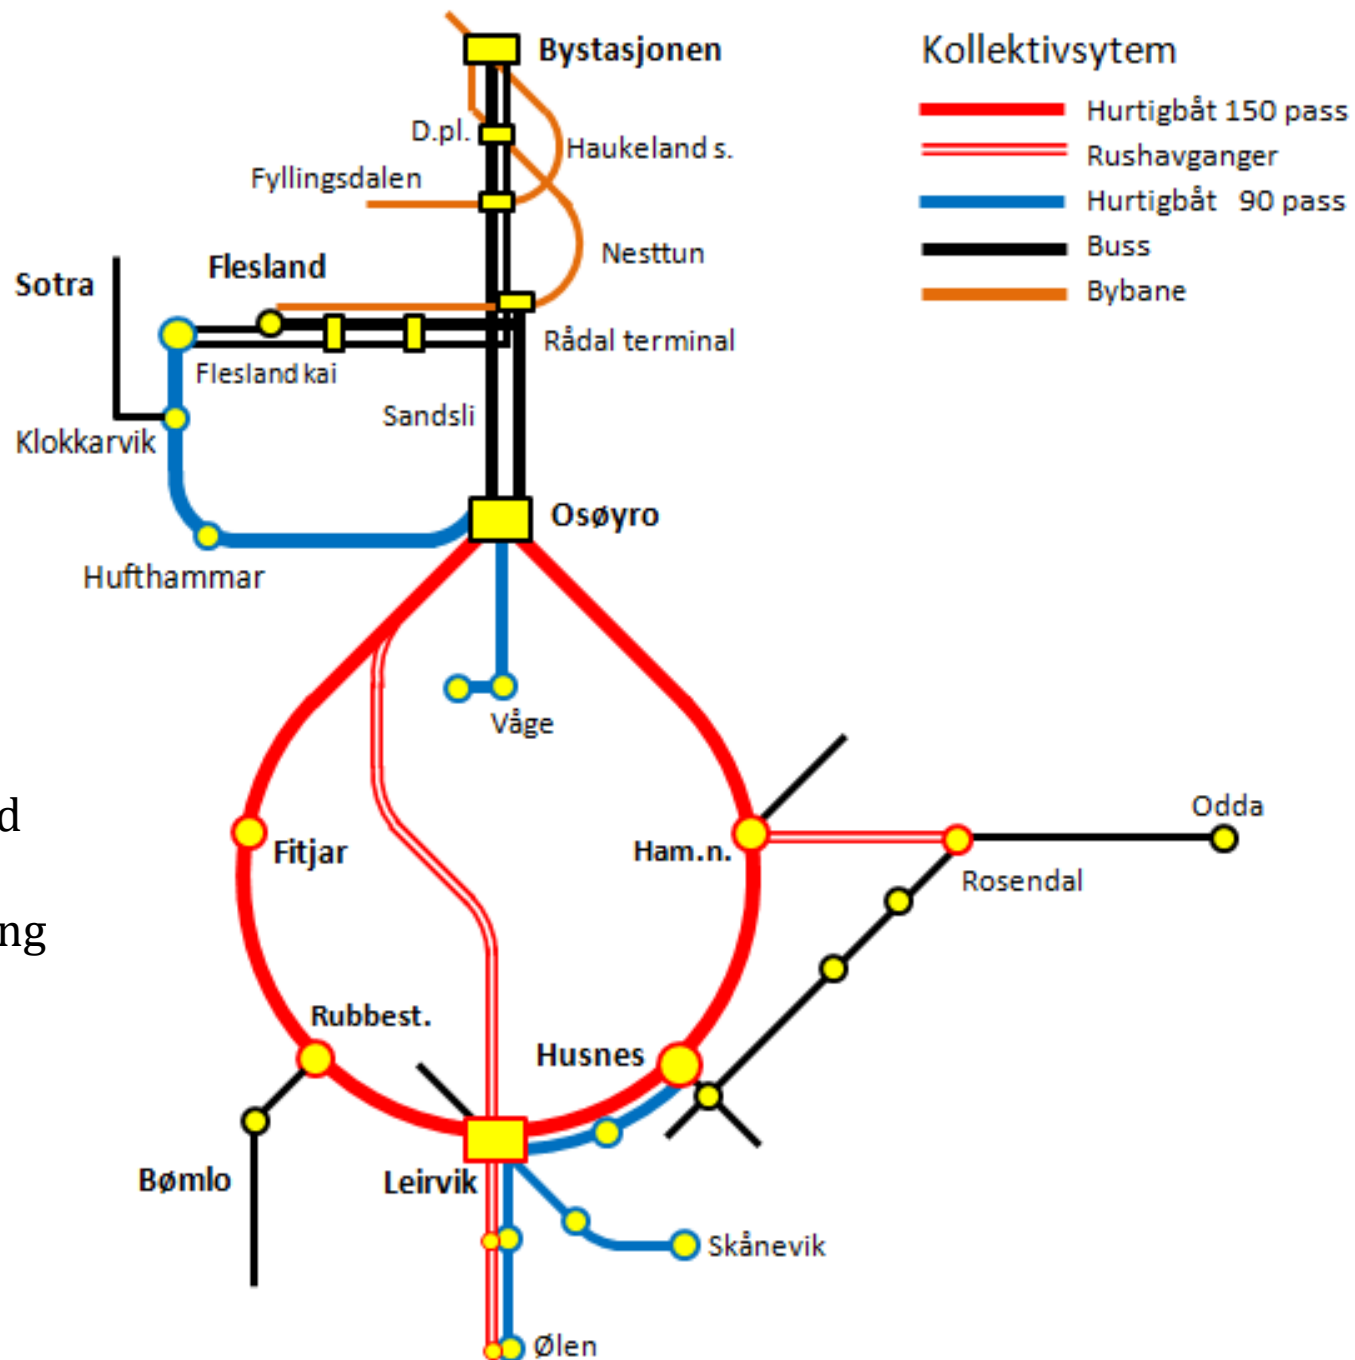 Bystasjonen
Kollektivsytem
Hurtigbåt 150 pass
Rushavganger
Hurtigbåt 90 pass
Buss
Bybane
D.pl.
Haukeland s.
Fyllingsdalen
Nesttun
Flesland
Sotra
Rådal terminal
Flesland kai
Sandsli
Klokkarvik
Osøyro
Hufthammar
Våge
d
Odda
Fitjar
Ham.n.
Rosendal
ng
Rubbest.
Husnes
Bømlo
Leirvik
Skånevik
Ølen